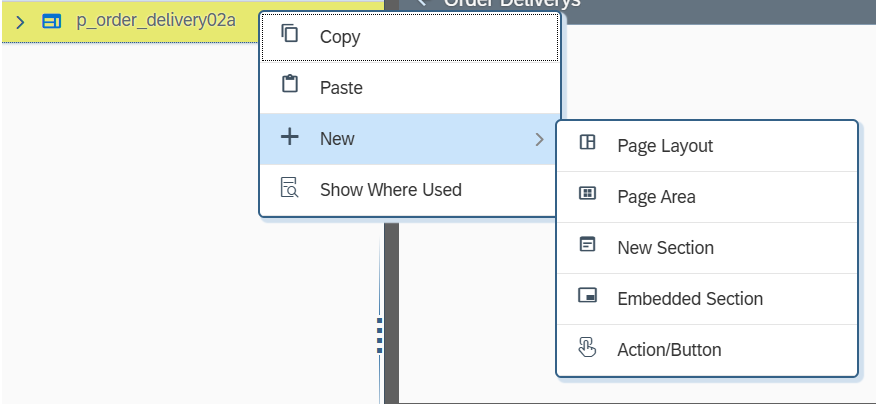 Order Deliverys
p_order_delivery02a
Copy
Paste
New
Show Where Used
Page Layout
Page Area
New Section
Embedded Section
Action/Button